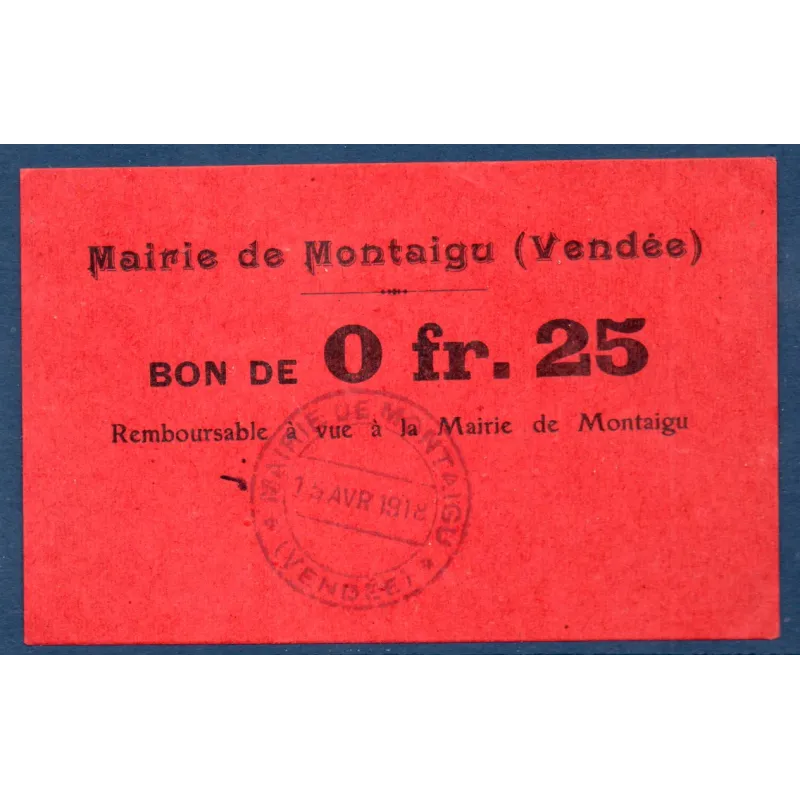 Mairie de Montaigu (Vendée)
BON DE 0 fr. 25
Remboursable à vue à la Mairie de Montaigu
MAIRIE DE MONTAIGU
AVR 1918
* (VENDÉE) *